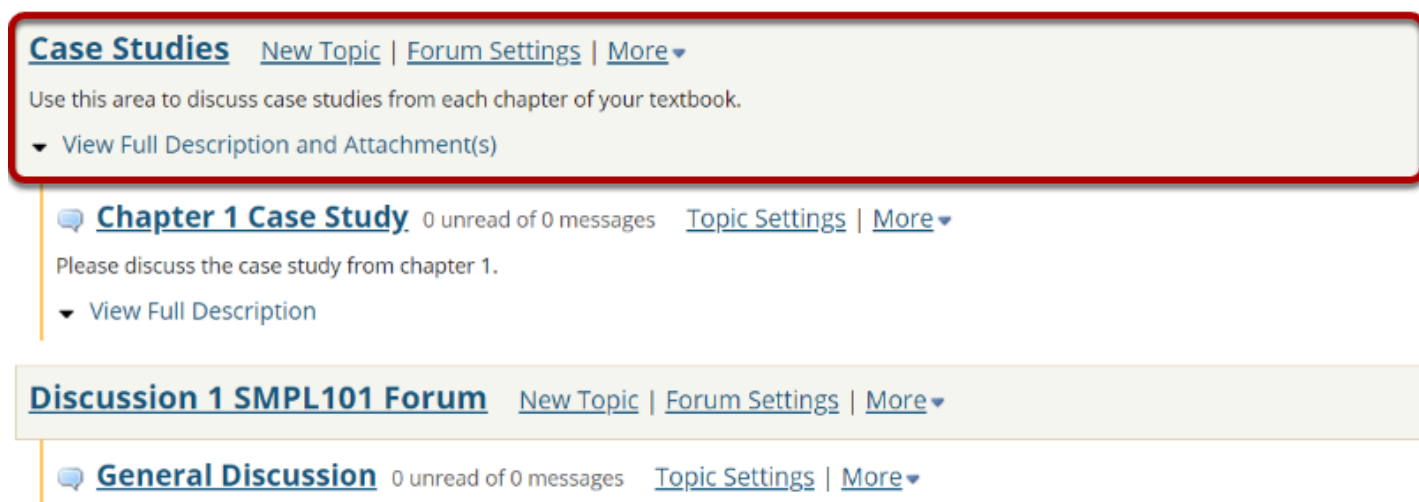 Case Studies New Topic | Forum Settings | More
Use this area to discuss case studies from each chapter of your textbook.
View Full Description and Attachment(s)
Chapter 1 Case Study 0 unread of 0 messages Topic Settings | More
Please discuss the case study from chapter 1.
View Full Description
Discussion 1 SMPL101 Forum New Topic | Forum Settings | More
General Discussion 0 unread of 0 messages Topic Settings | More